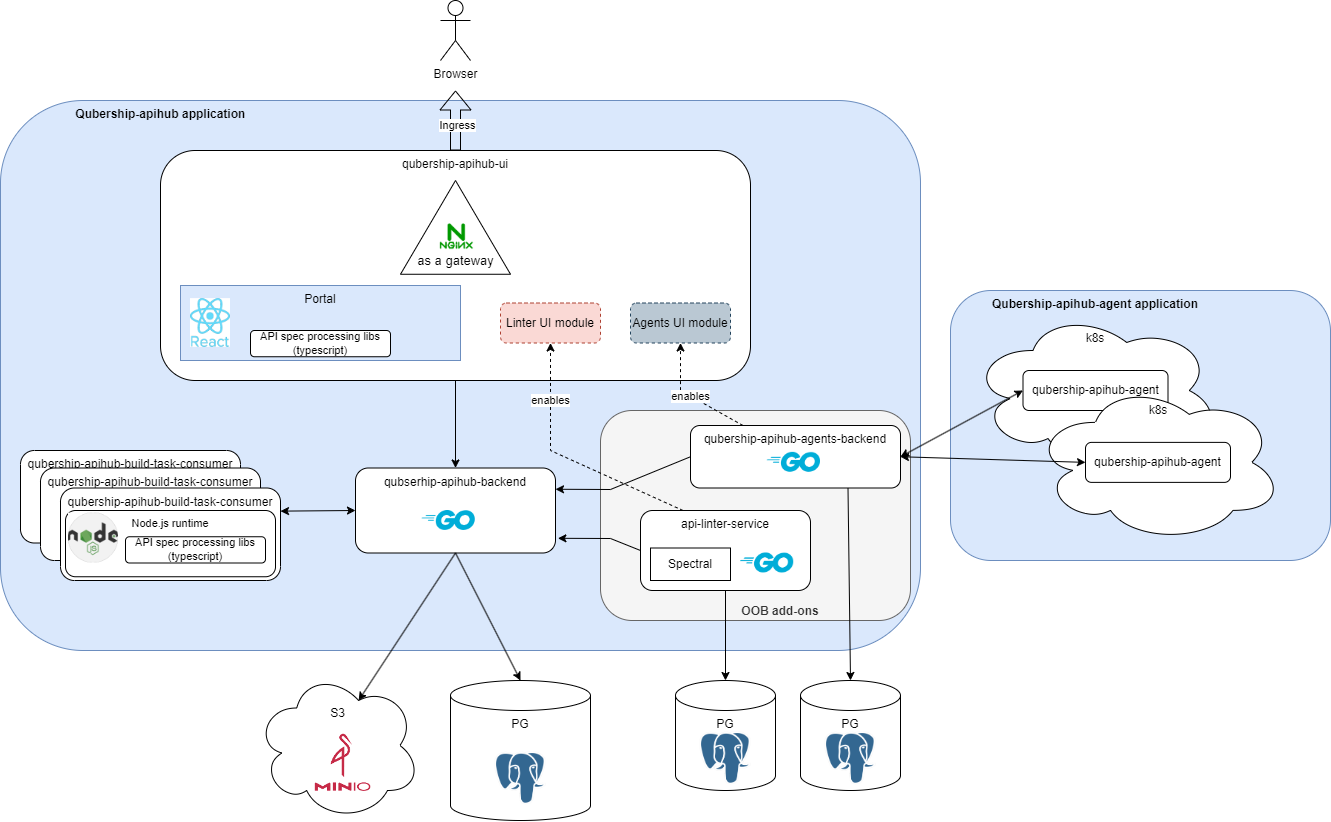 Browser
Qubership-apihub application
Ingress
qubership-apihub-ui
NGINX
as a gateway
Portal
React
API spec processing libs
(typescript)
Linter UI module
Agents UI module
enables
enables
Qubership-apihub-agent application
k8s
qubership-apihub-agent
k8s
qubership-apihub-agent
qubership-apihub-agents-backend
GO
qubership-apihub-build-task-consumer
qubership-apihub-build-task-consumer
qubership-apihub-build-task-consumer
Node.js runtime
node
JS
API spec processing libs
(typescript)
qubserhip-apihub-backend
GO
api-linter-service
Spectral
GO
OOB add-ons
S3
MINIO
PG
PG
PG